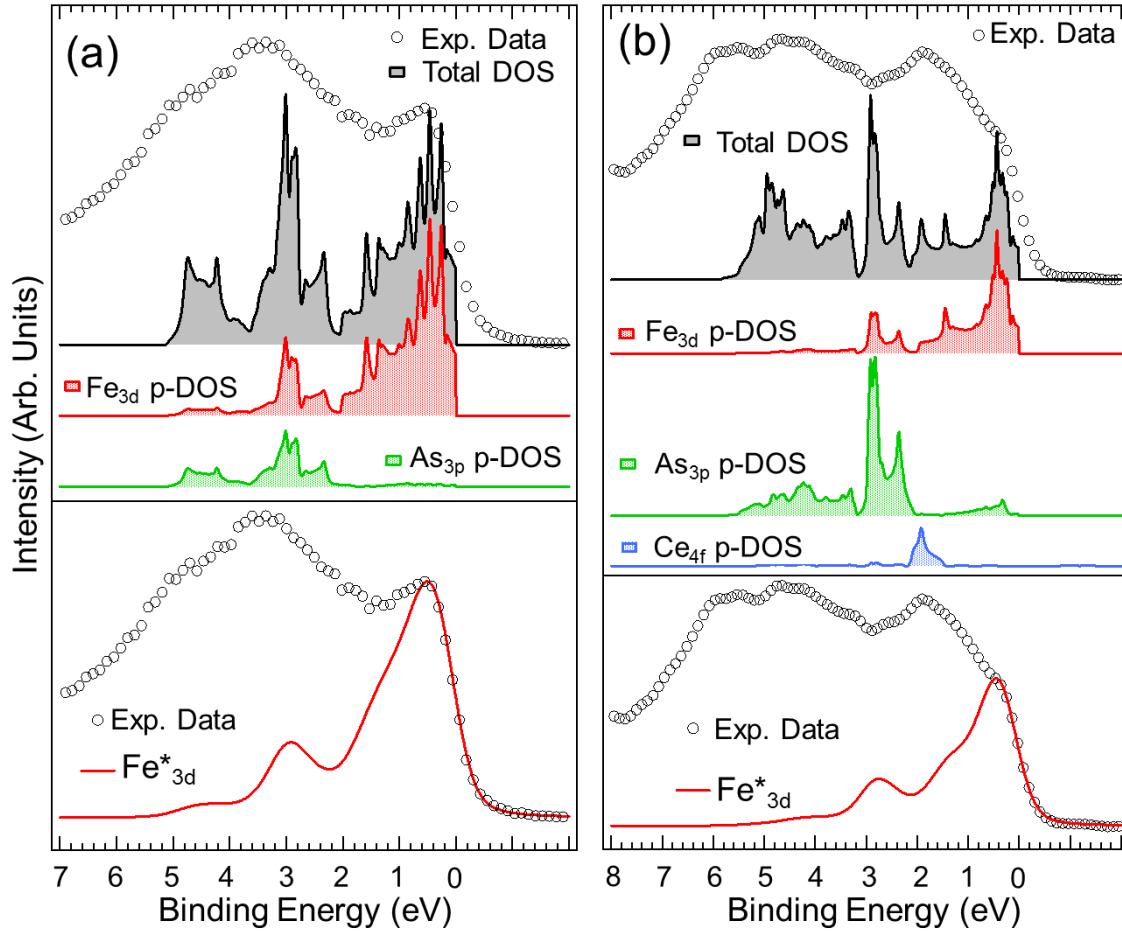 (a)
Exp. Data
Total DOS
Fe3d p-DOS
As3p p-DOS
Exp. Data
Fe*3d
7 6 5 4 3 2 1 0
Binding Energy (eV)
Intensity (Arb. Units)
(b)
Exp. Data
Total DOS
Fe3d p-DOS
As3p p-DOS
Ce4f p-DOS
Exp. Data
Fe*3d
8 7 6 5 4 3 2 1 0
Binding Energy (eV)